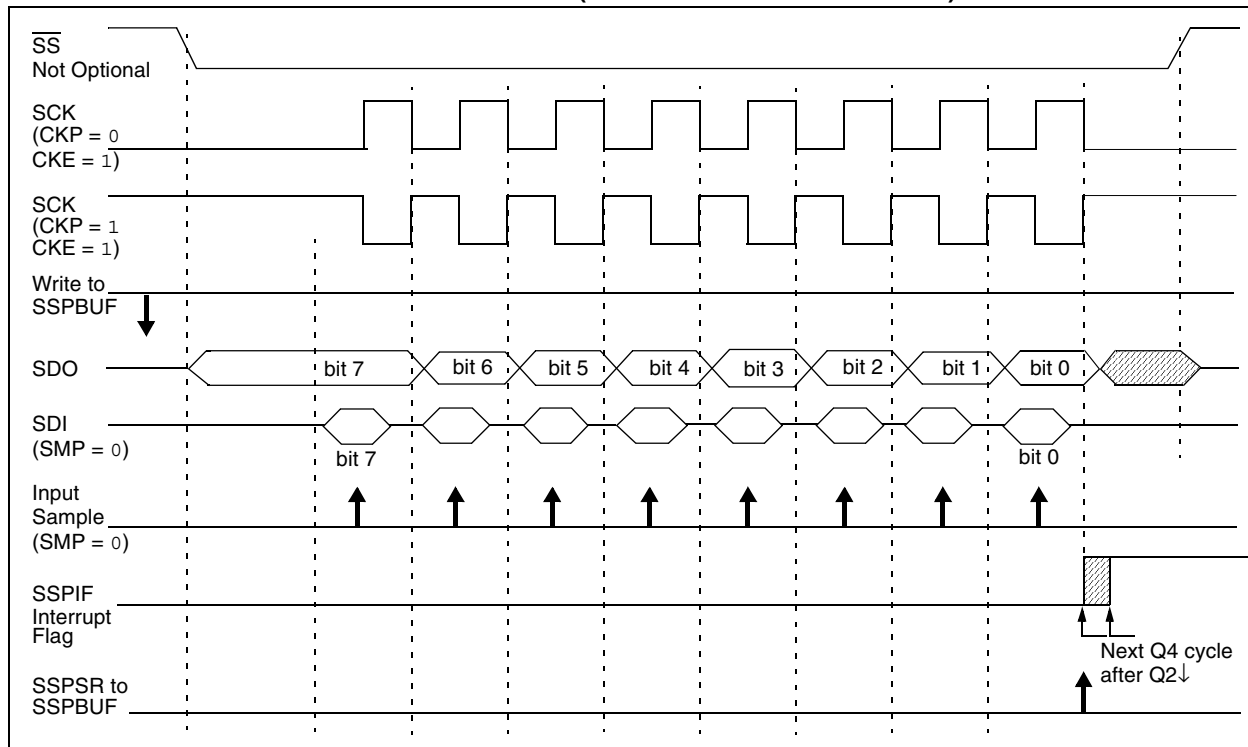 SS
Not Optional
SCK
(CKP = 0
CKE = 1)
SCK
(CKP = 1
CKE = 1)
Write to
SSPBUF
SDO
bit 7 bit 6 bit 5 bit 4 bit 3 bit 2 bit 1 bit 0
SDI
(SMP = 0)
bit 7 bit 0
Input
Sample
(SMP = 0)
SSPIF
Interrupt
Flag
Next Q4 cycle
after Q2↓
SSPSR to
SSPBUF